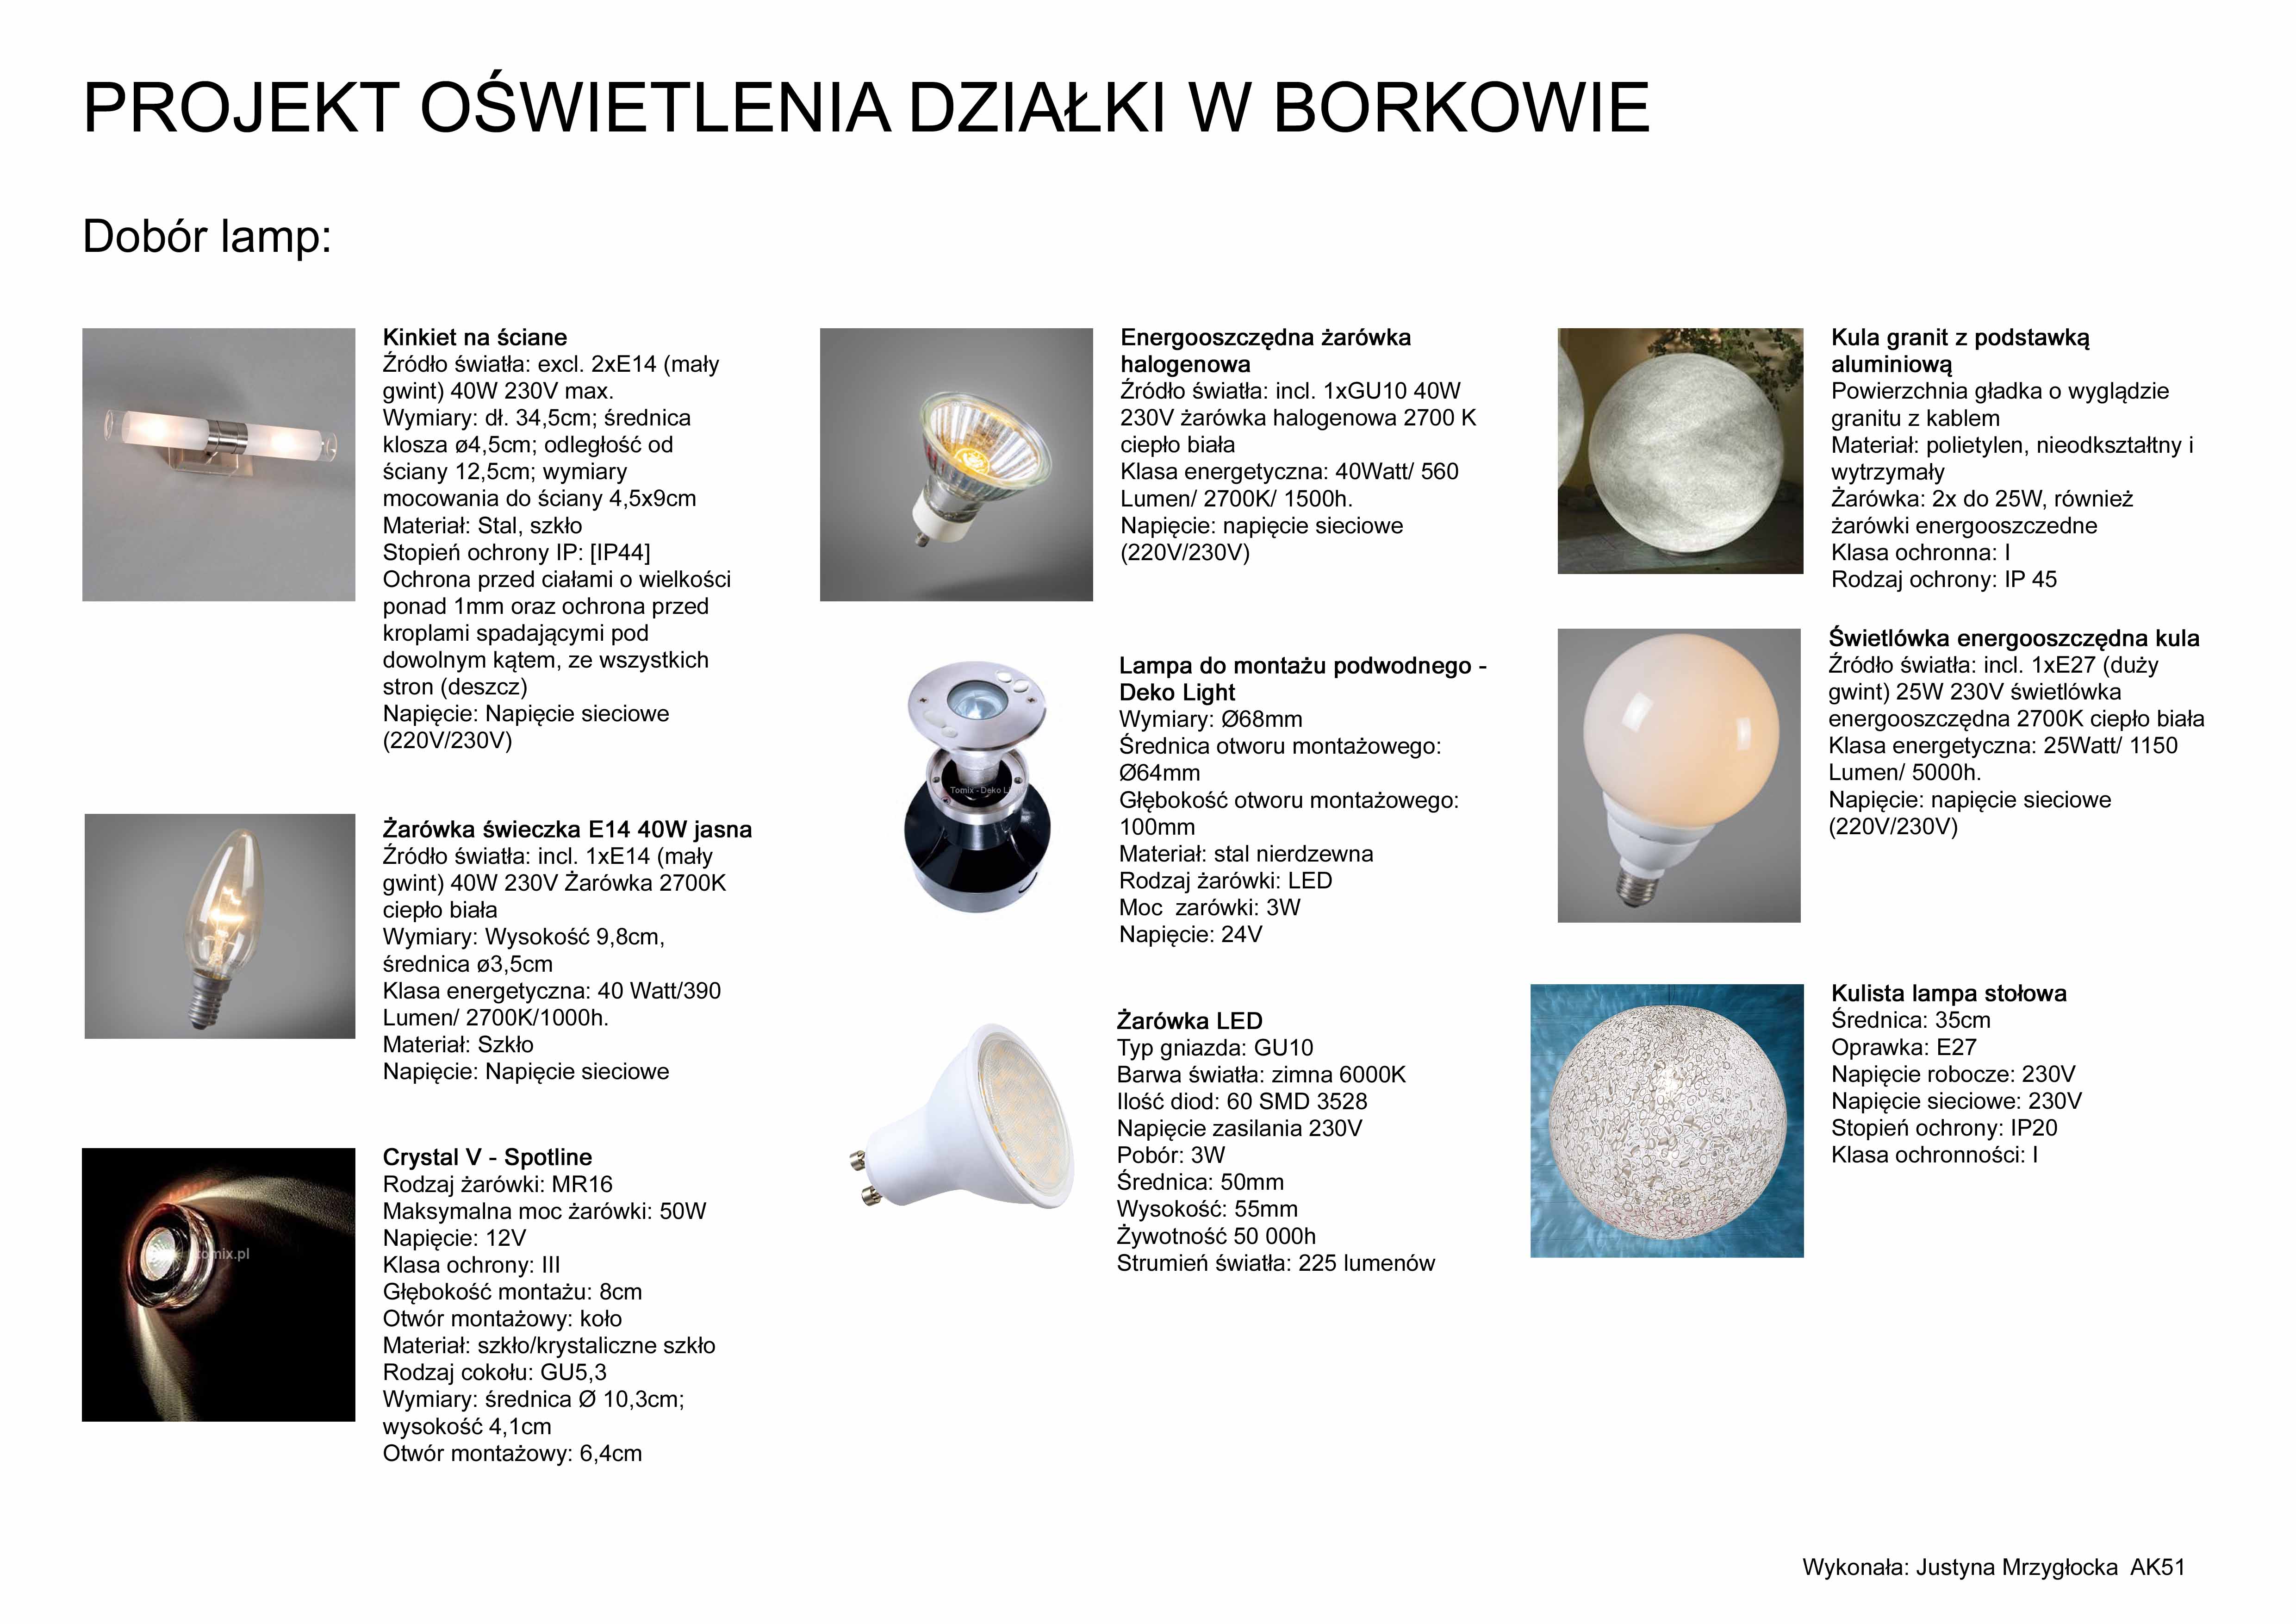 PROJEKT OŚWIETLENIA DZIAŁKI W BORKOWIE
Dobór lamp:
Kinkiet na ściane
Źródło światła: excl. 2xE14 (mały
gwint) 40W 230V max.
Wymiary: dł. 34,5cm; średnica
klosza ø4,5cm; odległość od
ściany 12,5cm; wymiary
mocowania do ściany 4,5x9cm
Materiał: Stal, szkło
Stopień ochrony IP: [IP44]
Ochrona przed ciałami o wielkości
ponad 1mm oraz ochrona przed
kroplami spadającymi pod
dowolnym kątem, ze wszystkich
stron (deszcz)
Napięcie: Napięcie sieciowe
(220V/230V)
Żarówka świeczka E14 40W jasna
Źródło światła: incl. 1xE14 (mały
gwint) 40W 230V Żarówka 2700K
ciepło biała
Wymiary: Wysokość 9,8cm,
średnica ø3,5cm
Klasa energetyczna: 40 Watt/390
Lumen/ 2700K/1000h.
Materiał: Szkło
Napięcie: Napięcie sieciowe
tomix.pl
Crystal V - Spotline
Rodzaj żarówki: MR16
Maksymalna moc żarówki: 50W
Napięcie: 12V
Klasa ochrony: III
Głębokość montażu: 8cm
Otwór montażowy: koło
Materiał: szkło/krystaliczne szkło
Rodzaj cokołu: GU5,3
Wymiary: średnica Ø 10,3cm;
wysokość 4,1cm
Otwór montażowy: 6,4cm
Energooszczędna żarówka
halogenowa
Źródło światła: incl. 1xGU10 40W
230V żarówka halogenowa 2700 K
ciepło biała
Klasa energetyczna: 40Watt/ 560
Lumen/ 2700K/ 1500h.
Napięcie: napięcie sieciowe
(220V/230V)
Tomix - Deko Li
Lampa do montażu podwodnego -
Deko Light
Wymiary: Ø68mm
Średnica otworu montażowego:
Ø64mm
Głębokość otworu montażowego:
100mm
Materiał: stal nierdzewna
Rodzaj żarówki: LED
Moc  zarówki: 3W
Napięcie: 24V
Żarówka LED
Typ gniazda: GU10
Barwa światła: zimna 6000K
Ilość diod: 60 SMD 3528
Napięcie zasilania 230V
Pobór: 3W
Średnica: 50mm
Wysokość: 55mm
Żywotność 50 000h
Strumień światła: 225 lumenów
Kula granit z podstawką
aluminiową
Powierzchnia gładka o wyglądzie
granitu z kablem
Materiał: polietylen, nieodkształtny i
wytrzymały
Żarówka: 2x do 25W, również
żarówki energooszczedne
Klasa ochronna: I
Rodzaj ochrony: IP 45
Świetlówka energooszczędna kula
Źródło światła: incl. 1xE27 (duży
gwint) 25W 230V świetlówka
energooszczędna 2700K ciepło biała
Klasa energetyczna: 25Watt/ 1150
Lumen/ 5000h.
Napięcie: napięcie sieciowe
(220V/230V)
Kulista lampa stołowa
Średnica: 35cm
Oprawka: E27
Napięcie robocze: 230V
Napięcie sieciowe: 230V
Stopień ochrony: IP20
Klasa ochronności: I
Wykonała: Justyna Mrzygłocka  AK51